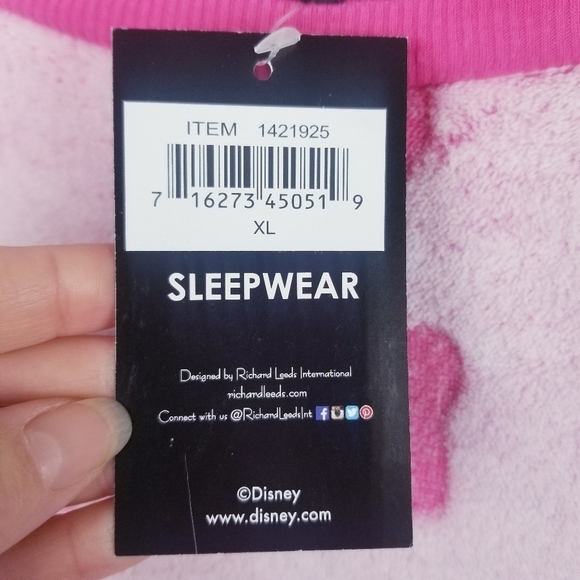 ITEM 1421925
7 16273 45051 9
XL
SLEEPWEAR
Designed by Richard Leeds International
richardleeds.com
Connect with us @RichardLeedsInt
©Disney
www.disney.com